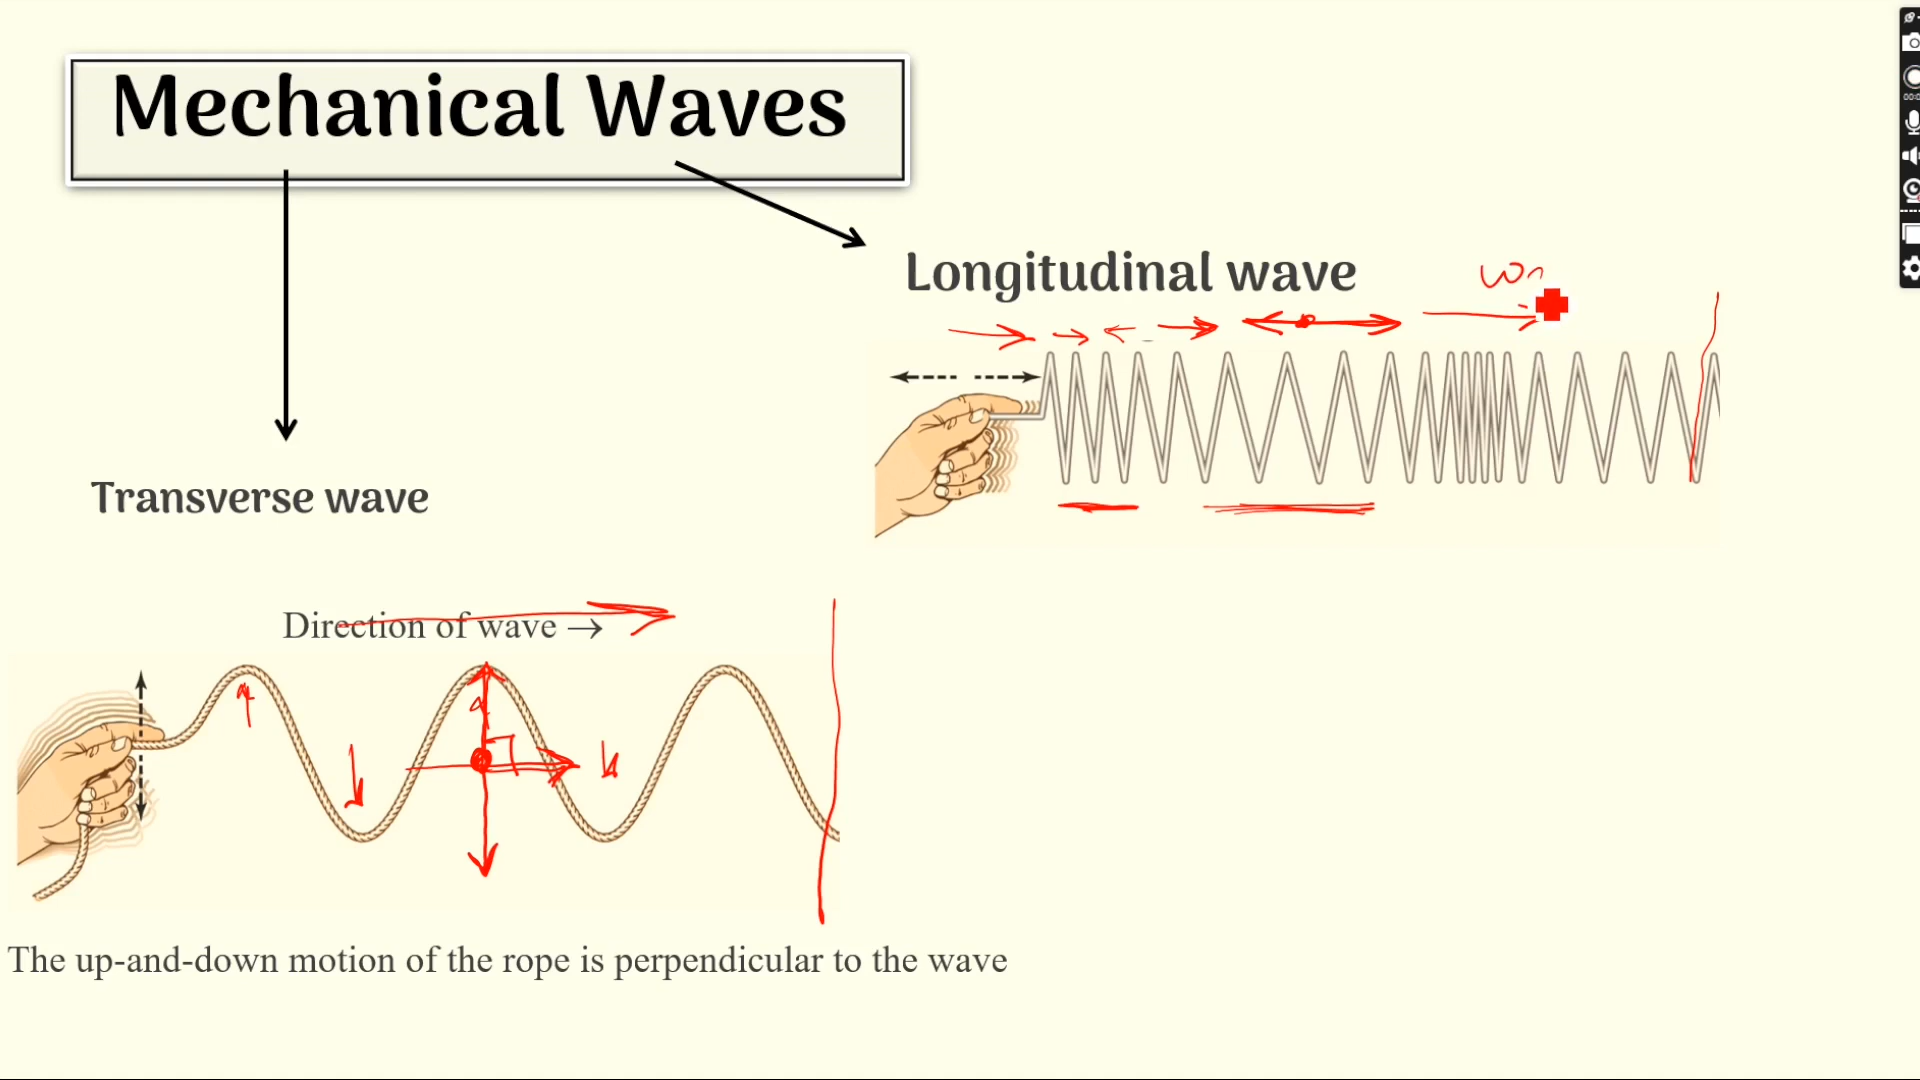 Mechanical Waves
Longitudinal wave
Transverse wave
Direction of wave →
The up-and-down motion of the rope is perpendicular to the wave